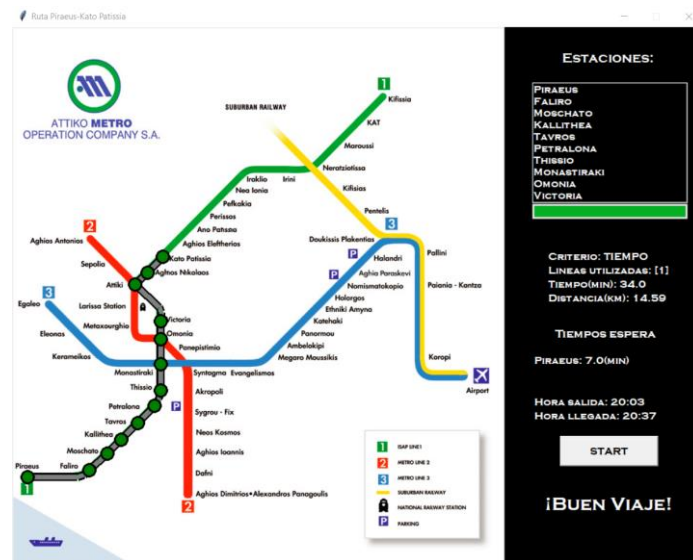 Ruta Piraeus-Kato Patissia
ATTIKO METRO
OPERATION COMPANY S.A.
SUBURBAN RAILWAY
1
Kifissia
KAT
Maroussi
Neratziotissa
Iraklio
Irini
Nea Ionia
Kifisias
Pefkakia
Pentelis
Perissos
Ano Patissia
2
3
Aghios Eleftherios
Aghios Antonios
Doukissis Plakentias
Kato Patissia
Halandri
Pallini
Sepolia
P
Aghios Nikolaos
Aghia Paraskevi
P
3
Attiki
Nomismatokopio
Paiania - Kantza
Egaleo
Larissa Station
Halargos
Victoria
Ethniki Amyna
Metaxourghio
Omonia
Katehaki
Eleonas
Panepistimio
Panormou
Kerameikos
Ambelokipi
Koropi
Megaro Moussikis
Monastiraki
Syntagma
Evangelismos
Thissio
Akropoli
Airport
Petralona
P
Sygrou - Fix
Tavros
Neos Kosmos
Kallithea
Aghios Ioannis
Moschato
Dafni
Piraeus
Faliro
1
2
Aghios Dimitrios•Alexandros Panagoulis
1 ISAP LINE1
2 METRO LINE 2
3 METRO LINE 3
SUBURBAN RAILWAY
NATIONAL RAILWAY STATION
P PARKING
Estaciones:
Piraeus
Faliro
Moschato
Kallithea
Tavros
Petralona
Thissio
Monastiraki
Omonia
Victoria
Criterio: TIEMPO
Lineas utilizadas: [1]
Tiempo(min): 34.0
Distancia(km): 14.59
Tiempos espera
Piraeus: 7.0(min)
Hora salida: 20:03
Hora llegada: 20:37
START
¡Buen Viaje!